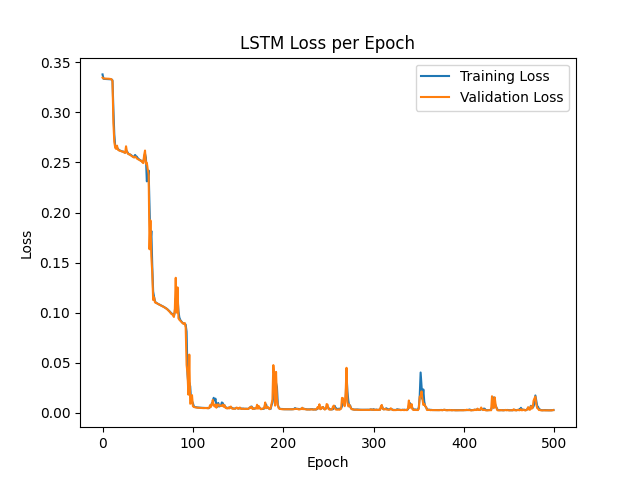 LSTM Loss per Epoch
Training Loss
Validation Loss
0.35
0.30
0.25
0.20
0.15
0.10
0.05
0.00
Loss
0 100 200 300 400 500
Epoch